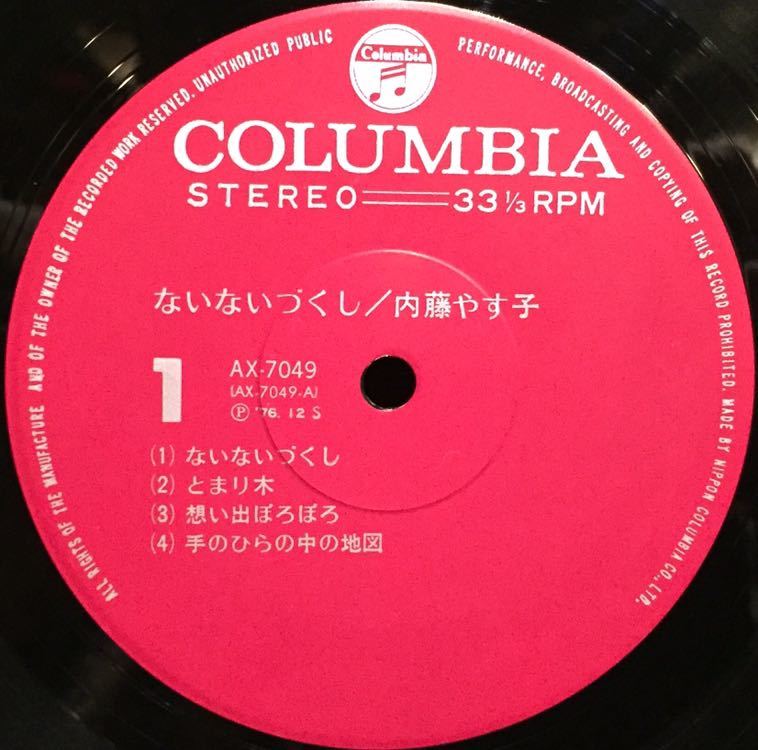 Columbia
ALL RIGHTS OF THE MANUFACTURE AND OF THE OWNER OF THE RECORDED WORK RESERVED. UNAUTHORIZED PUBLIC PERFORMANCE, BROADCASTING AND COPYING OF THIS RECORD PROHIBITED. MADE BY NIPPON COLUMBIA CO., LTD.
COLUMBIA
STEREO 33 1/3 RPM
ないないづくし/内藤やす子
1
AX-7049
(AX-7049-A)
Ⓟ '76. 12 S
(1) ないないづくし
(2) とまり木
(3) 想い出ぼろぼろ
(4) 手のひらの中の地図